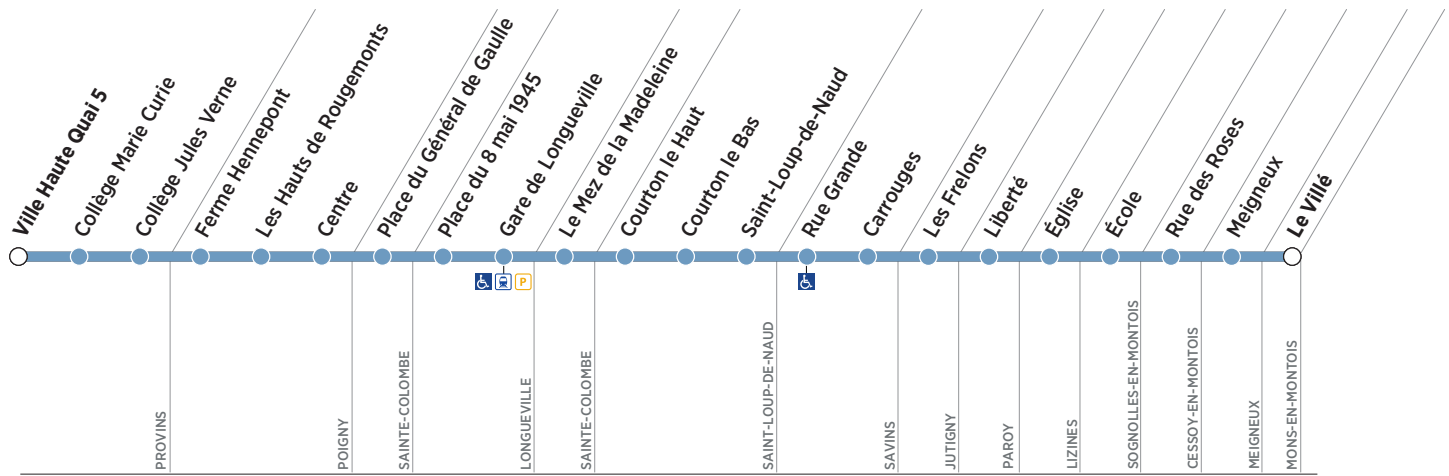 Ville Haute Quai 5
Collège Marie Curie
Collège Jules Verne
Ferme Hennepont
Les Hauts de Rougemonts
Centre
Place du Général de Gaulle
Place du 8 mai 1945
Gare de Longueville
Le Mez de la Madeleine
Courton le Haut
Courton le Bas
Saint-Loup-de-Naud
Rue Grande
Carrouges
Les Frelons
Liberté
Église
École
Rue des Roses
Meigneux
Le Villé
P
PROVINS
POIGNY
SAINTE-COLOMBE
LONGUEVILLE
SAINTE-COLOMBE
SAINT-LOUP-DE-NAUD
SAVINS
JUTIGNY
PAROY
LIZINES
SOGNOLLES-EN-MONTOIS
CESSOY-EN-MONTOIS
MEIGNEUX
MONS-EN-MONTOIS